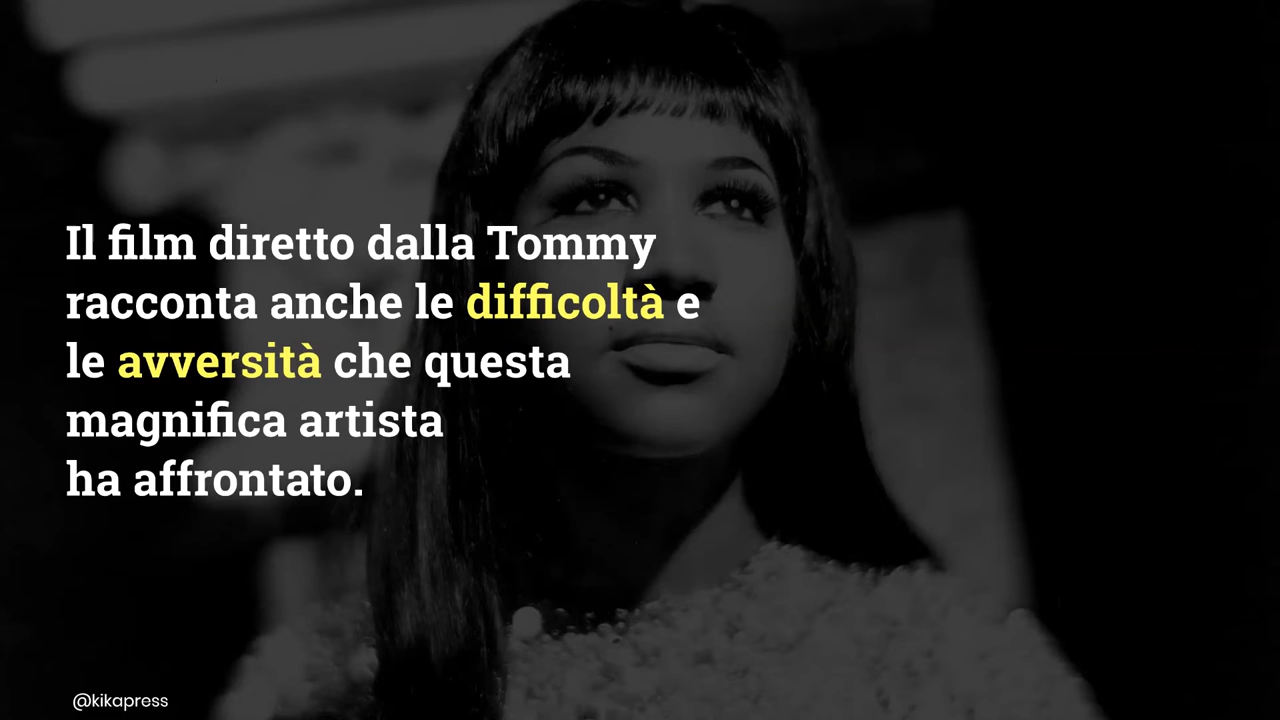 Il film diretto dalla Tommy
racconta anche le difficoltà e
le avversità che questa
magnifica artista
ha affrontato.
@kikapress